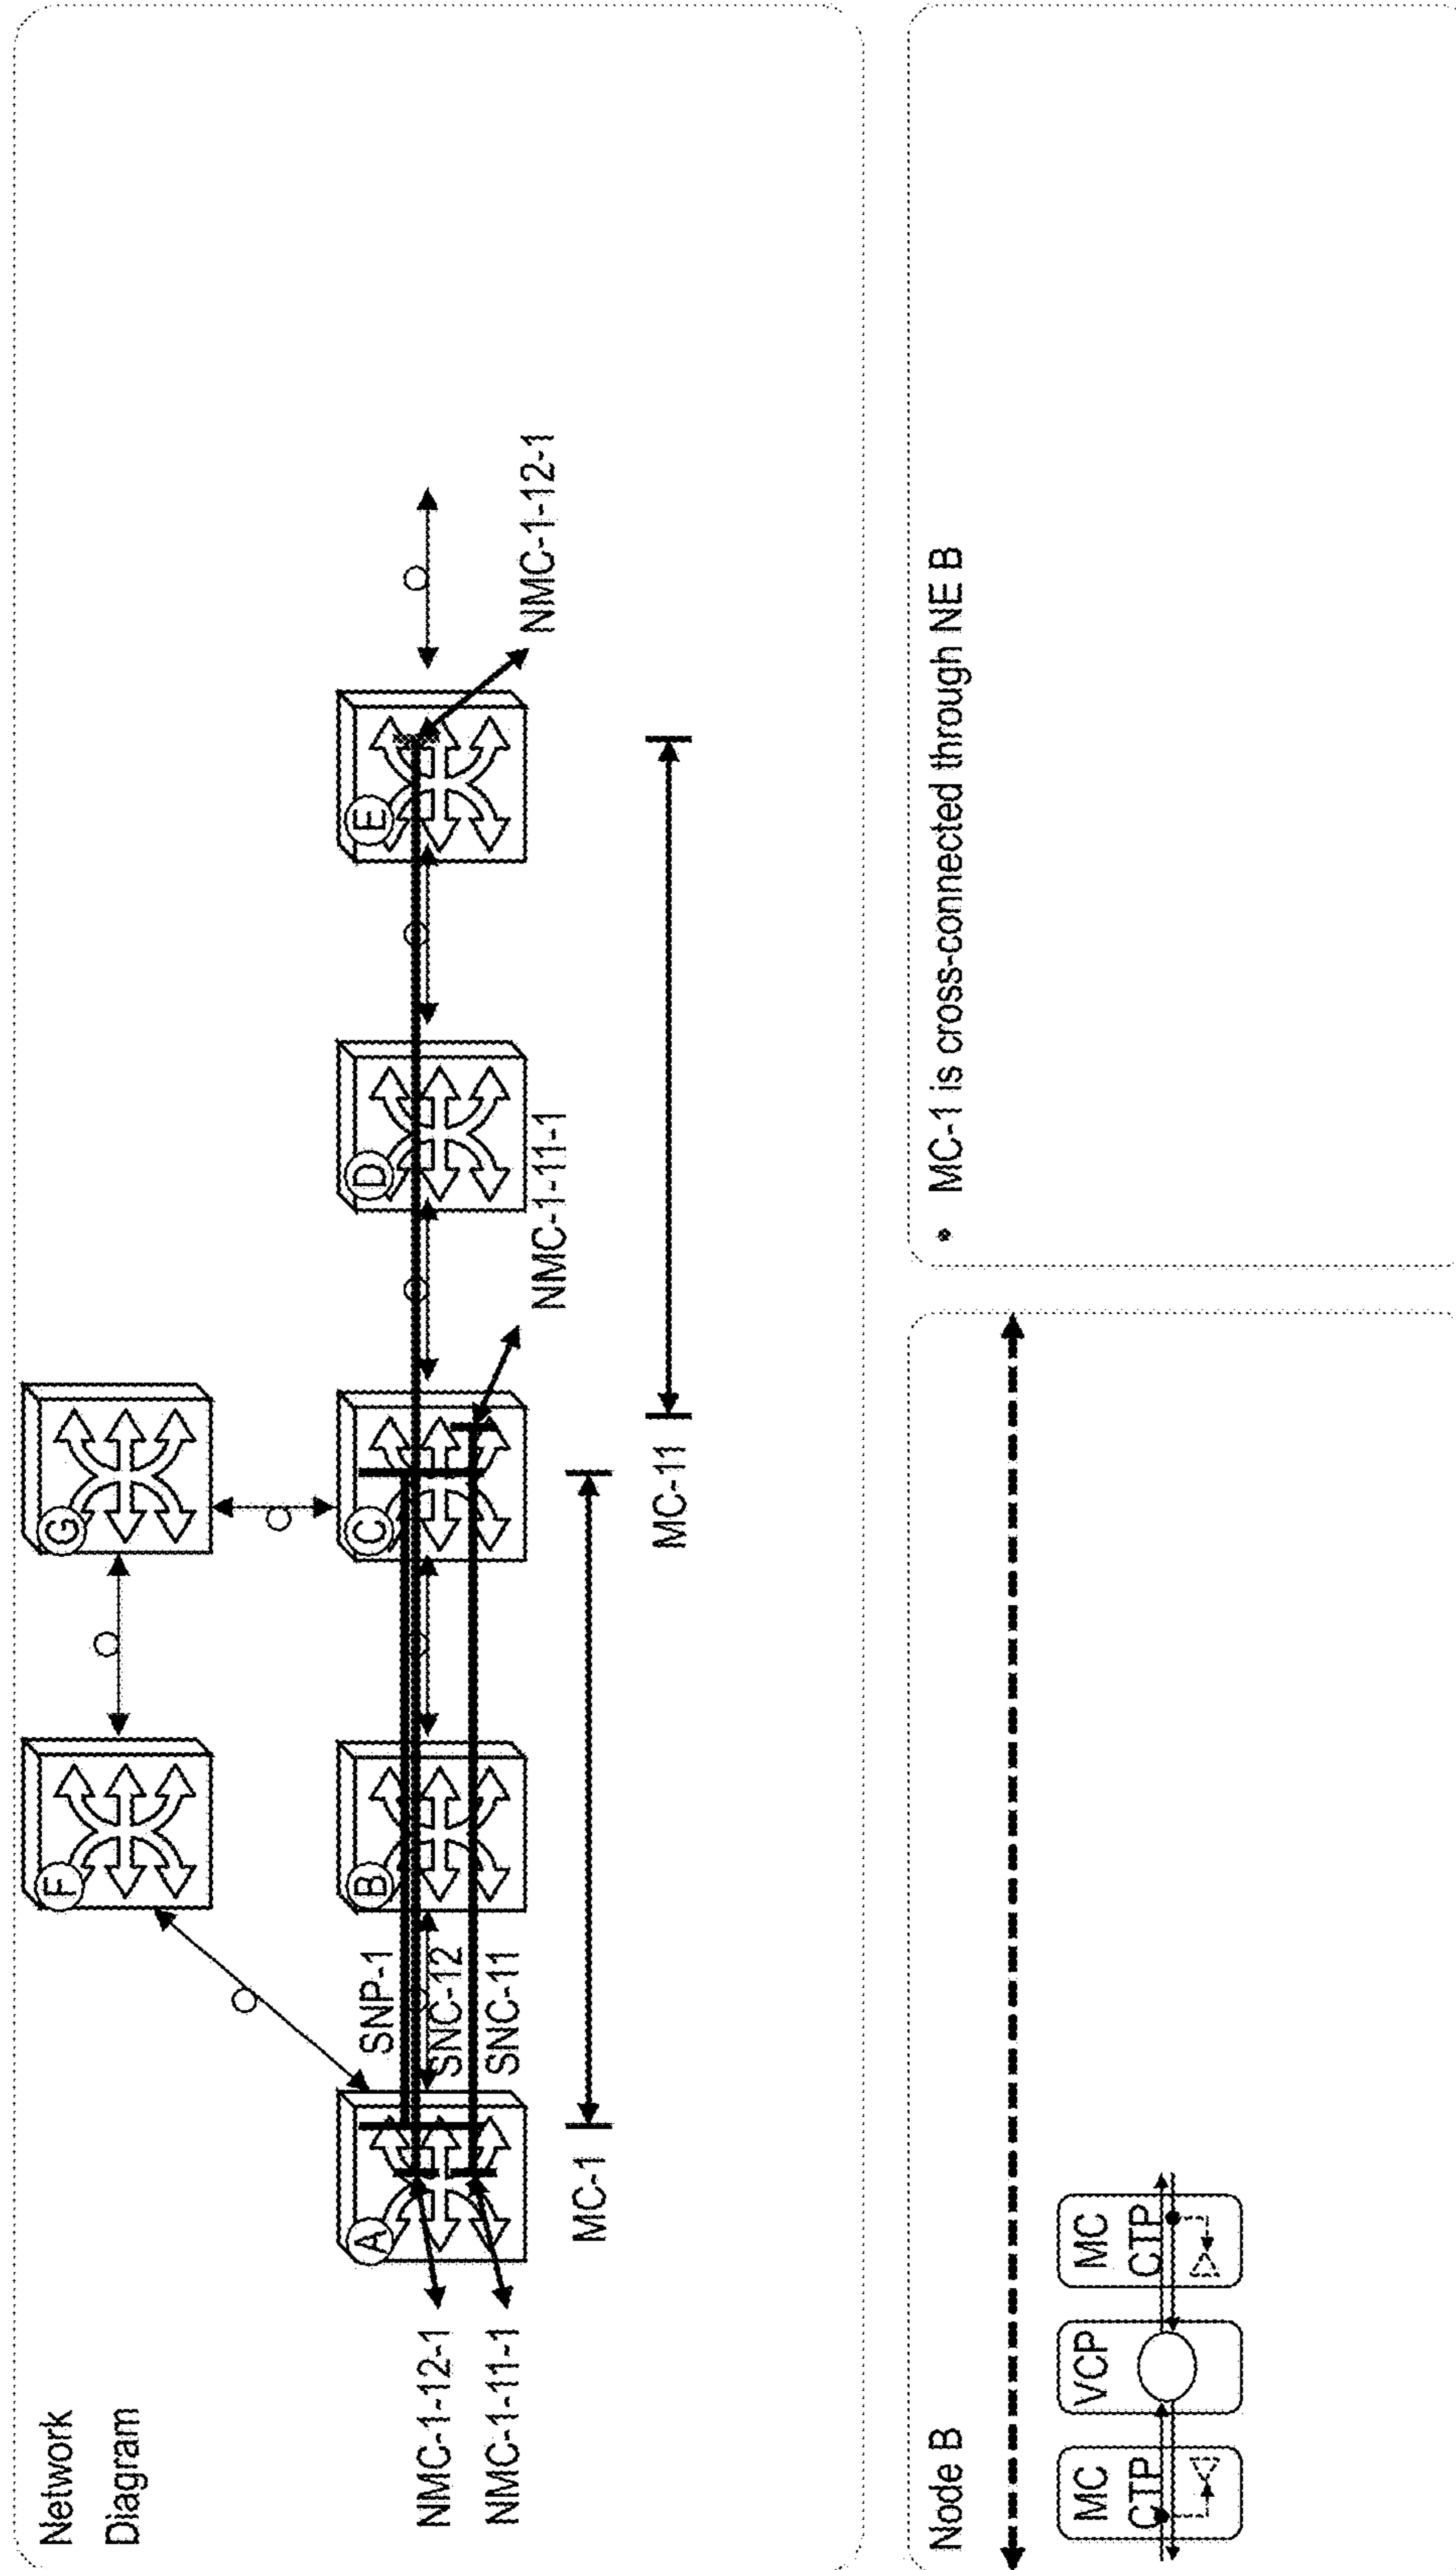 Network
Diagram
F
G
A
B
C
D
E
SNP-1
SNC-12
SNC-11
NMC-1-12-1
NMC-1-11-1
NMC-1-11-1
NMC-1-12-1
MC-1
MC-11
Node B
MC
CTP
VCP
MC
CTP
• MC-1 is cross-connected through NE B